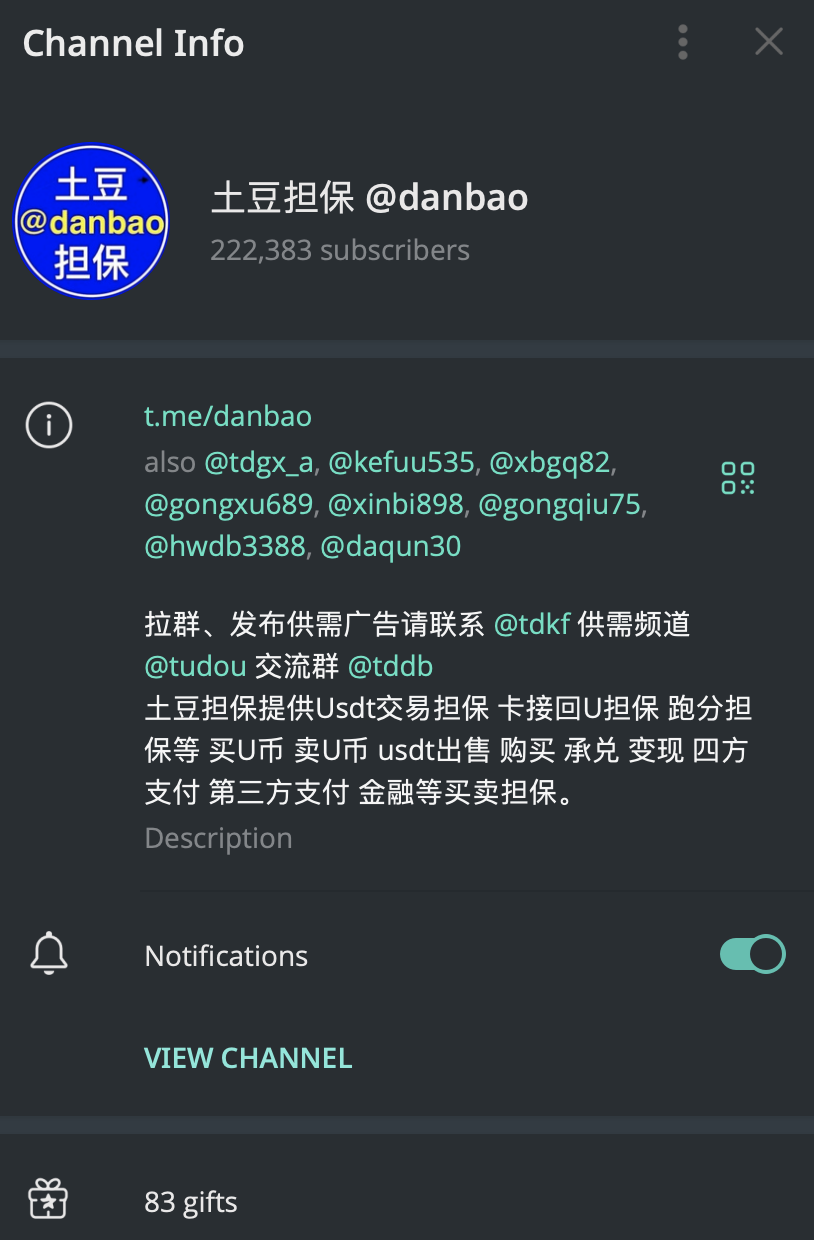 Channel Info
土豆
@danbao
担保
土豆担保 @danbao
222,383 subscribers
t.me/danbao
also @tdgx_a, @kefuu535, @xbgq82,
@gongxu689, @xinbi898, @gongqiu75,
@hwdb3388, @daqun30
拉群、发布供需广告请联系 @tdkf 供需频道
@tudou 交流群 @tddb
土豆担保提供Usdt交易担保 卡接回U担保 跑分担
保等 买U币 卖U币 usdt出售 购买 承兑 变现 四方
支付 第三方支付 金融等买卖担保。
Description
Notifications
VIEW CHANNEL
83 gifts